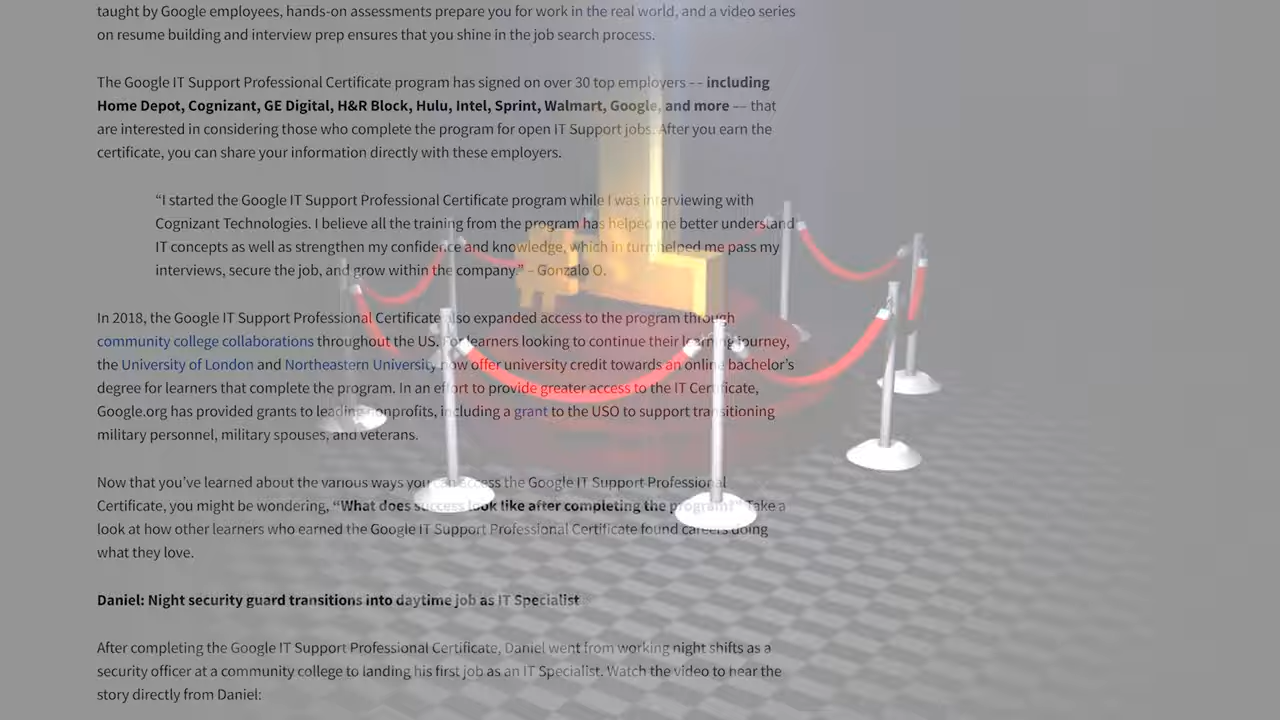 taught by Google employees, hands-on assessments prepare you for work in the real world, and a video series
on resume building and interview prep ensures that you shine in the job search process.
The Google IT Support Professional Certificate program has signed on over 30 top employers -- including
Home Depot, Cognizant, GE Digital, H&R Block, Hulu, Intel, Sprint, Walmart, Google, and more -- that
are interested in considering those who complete the program for open IT Support jobs. After you earn the
certificate, you can share your information directly with these employers.
“I started the Google IT Support Professional Certificate program while I was interviewing with
Cognizant Technologies. I believe all the training from the program has helped me better understand
IT concepts as well as strengthen my confidence and knowledge, which in turn helped me pass my
interviews, secure the job, and grow within the company.” - Gonzalo O.
In 2018, the Google IT Support Professional Certificate also expanded access to the program through
community college collaborations throughout the US. For learners looking to continue their learning journey,
the University of London and Northeastern University now offer university credit towards an online bachelor’s
degree for learners that complete the program. In an effort to provide greater access to the IT Certificate,
Google.org has provided grants to leading nonprofits, including a grant to the USO to support transitioning
military personnel, military spouses, and veterans.
Now that you’ve learned about the various ways you can access the Google IT Support Professional
Certificate, you might be wondering, “What does success look like after completing the program?” Take a
look at how other learners who earned the Google IT Support Professional Certificate found careers doing
what they love.
Daniel: Night security guard transitions into daytime job as IT Specialist
After completing the Google IT Support Professional Certificate, Daniel went from working night shifts as a
security officer at a community college to landing his first job as an IT Specialist. Watch the video to hear the
story directly from Daniel: